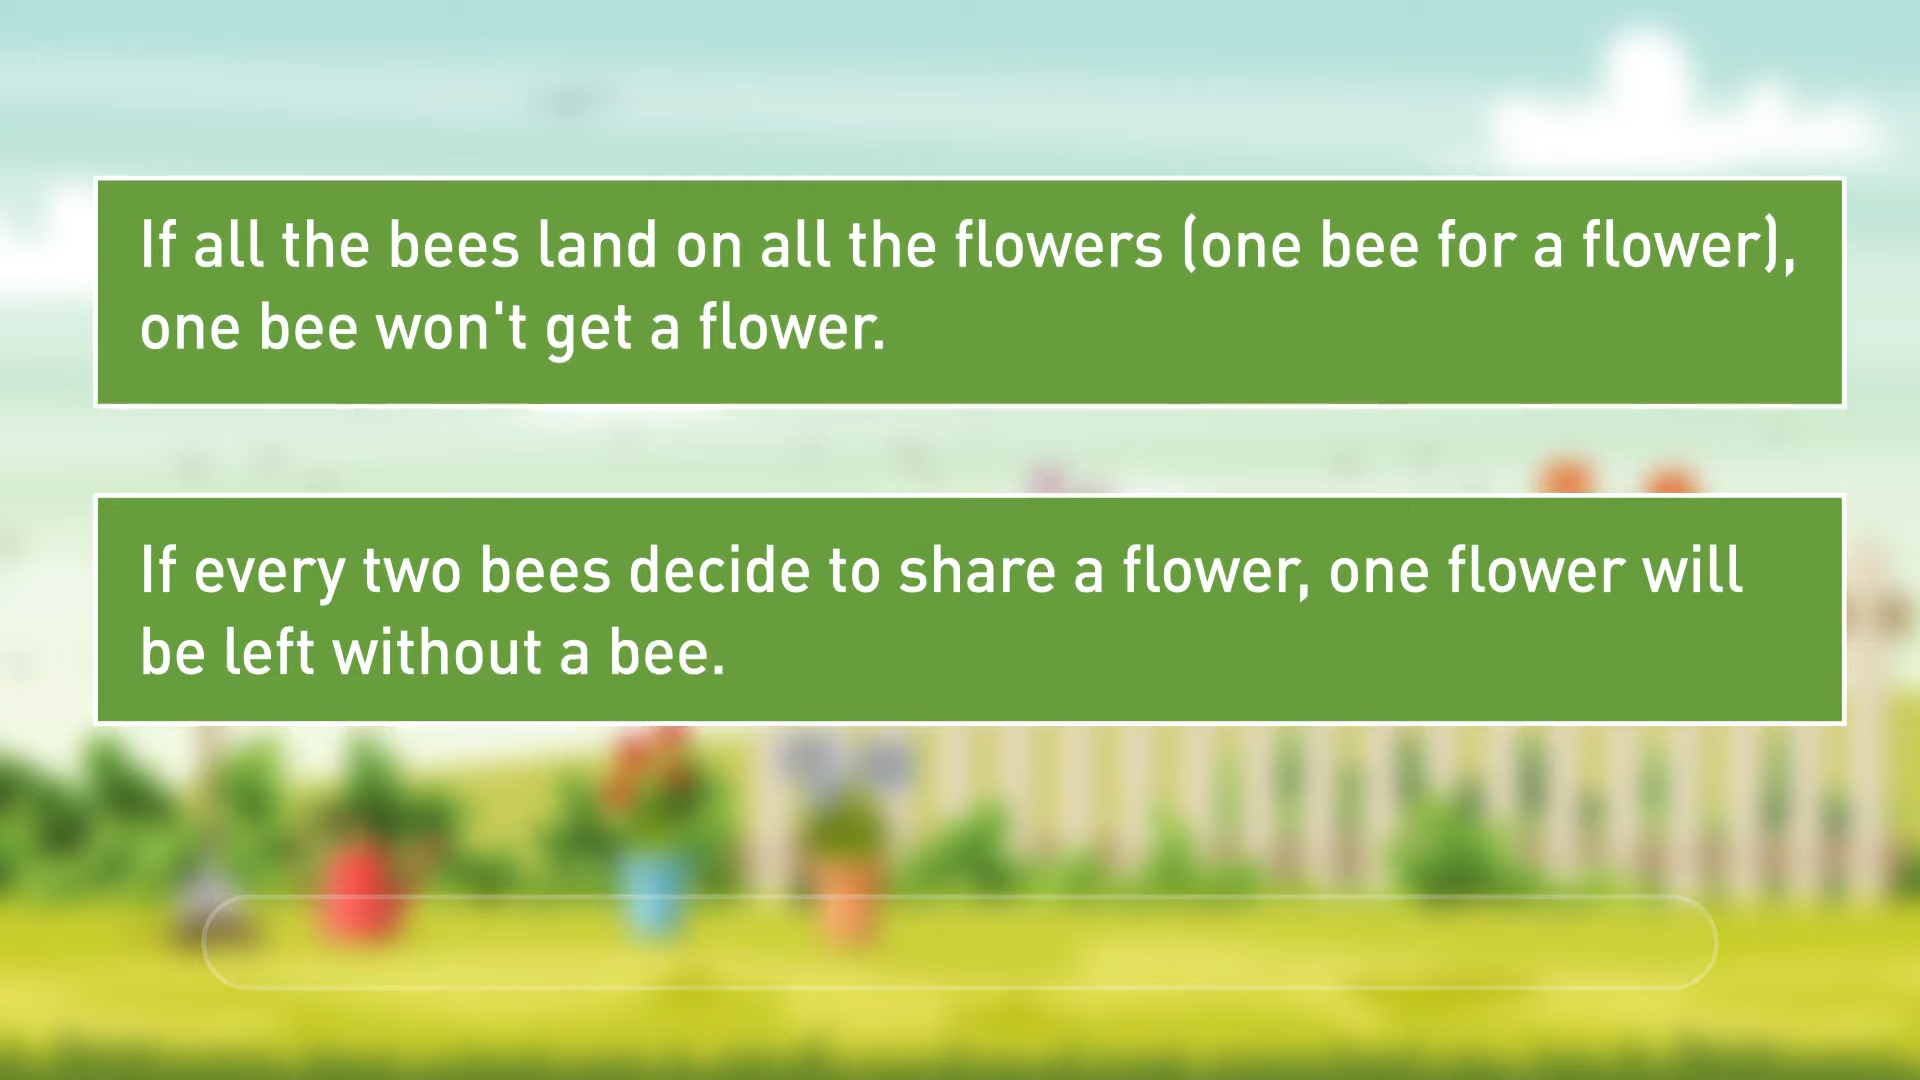 If all the bees land on all the flowers (one bee for a flower),
one bee won't get a flower.
If every two bees decide to share a flower, one flower will
be left without a bee.